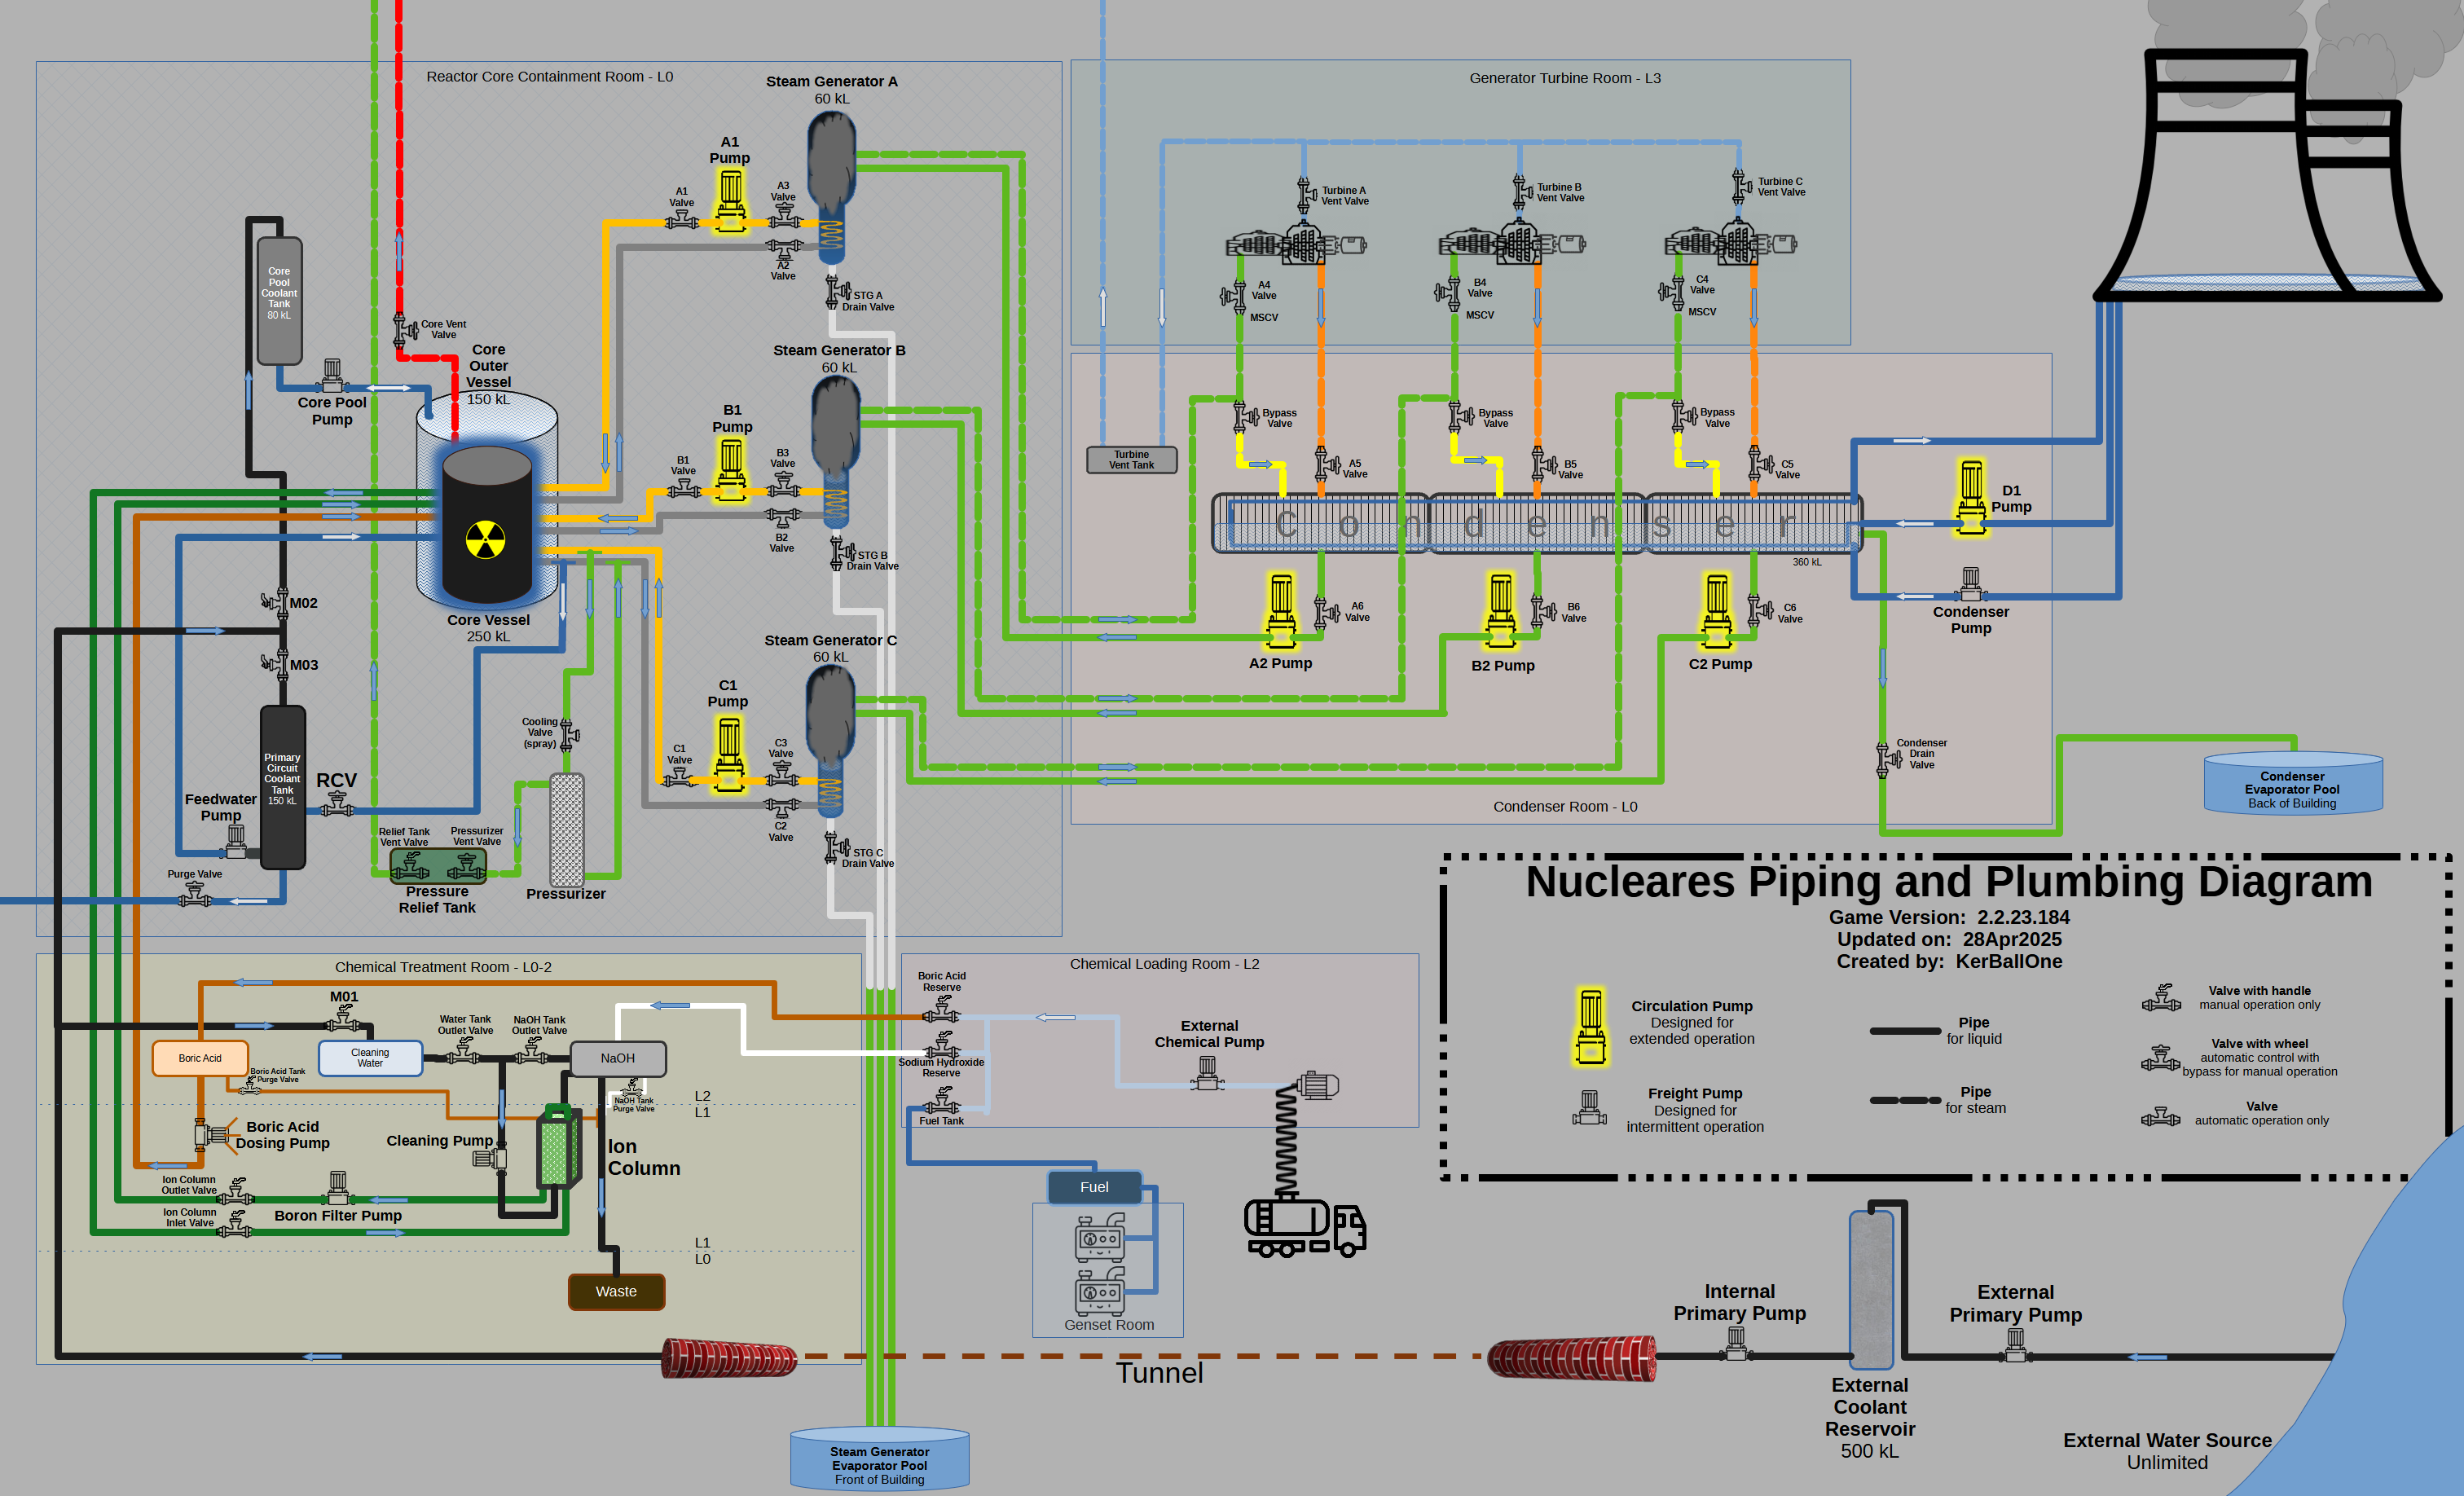 Reactor Core Containment Room - L0
Steam Generator A
60 kL
A1
Pump
A1
Valve
A3
Valve
A2
Valve
STG A
Drain Valve
Core
Pool
Coolant
Tank
80 kL
Core Vent
Valve
Core Pool
Pump
Core
Outer
Vessel
150 kL
Steam Generator B
60 kL
B1
Pump
B1
Valve
B3
Valve
B2
Valve
STG B
Drain Valve
Core Vessel
250 kL
M02
M03
Steam Generator C
60 kL
C1
Pump
C1
Valve
C3
Valve
C2
Valve
STG C
Drain Valve
Cooling
Valve
(spray)
Primary
Circuit
Coolant
Tank
150 kL
RCV
Feedwater
Pump
Purge Valve
Relief Tank
Vent Valve
Pressurizer
Vent Valve
Pressure
Relief Tank
Pressurizer
Generator Turbine Room - L3
Turbine A
Vent Valve
Turbine B
Vent Valve
Turbine C
Vent Valve
A4
Valve
MSCV
B4
Valve
MSCV
C4
Valve
MSCV
Turbine
Vent Tank
Bypass
Valve
Bypass
Valve
Bypass
Valve
A5
Valve
B5
Valve
C5
Valve
Condenser
360 kL
D1
Pump
Condenser
Pump
A6
Valve
B6
Valve
C6
Valve
A2 Pump
B2 Pump
C2 Pump
Condenser
Drain
Valve
Condenser Room - L0
Condenser
Evaporator Pool
Back of Building
Nucleares Piping and Plumbing Diagram
Game Version: 2.2.23.184
Updated on: 28Apr2025
Created by: KerBallOne
Circulation Pump
Designed for
extended operation
Freight Pump
Designed for
intermittent operation
Pipe
for liquid
Pipe
for steam
Valve with handle
manual operation only
Valve with wheel
automatic control with
bypass for manual operation
Valve
automatic operation only
Chemical Treatment Room - L0-2
M01
Boric Acid
Cleaning
Water
Water Tank
Outlet Valve
NaOH Tank
Outlet Valve
NaOH
Boric Acid Tank
Purge Valve
NaOH Tank
Purge Valve
L2
L1
Boric Acid
Dosing Pump
Cleaning Pump
Ion
Column
Ion Column
Outlet Valve
Boron Filter Pump
Ion Column
Inlet Valve
L1
L0
Waste
Chemical Loading Room - L2
Boric Acid
Reserve
Sodium Hydroxide
Reserve
Fuel Tank
External
Chemical Pump
Fuel
Genset Room
Tunnel
Steam Generator
Evaporator Pool
Front of Building
Internal
Primary Pump
External
Primary Pump
External
Coolant
Reservoir
500 kL
External Water Source
Unlimited